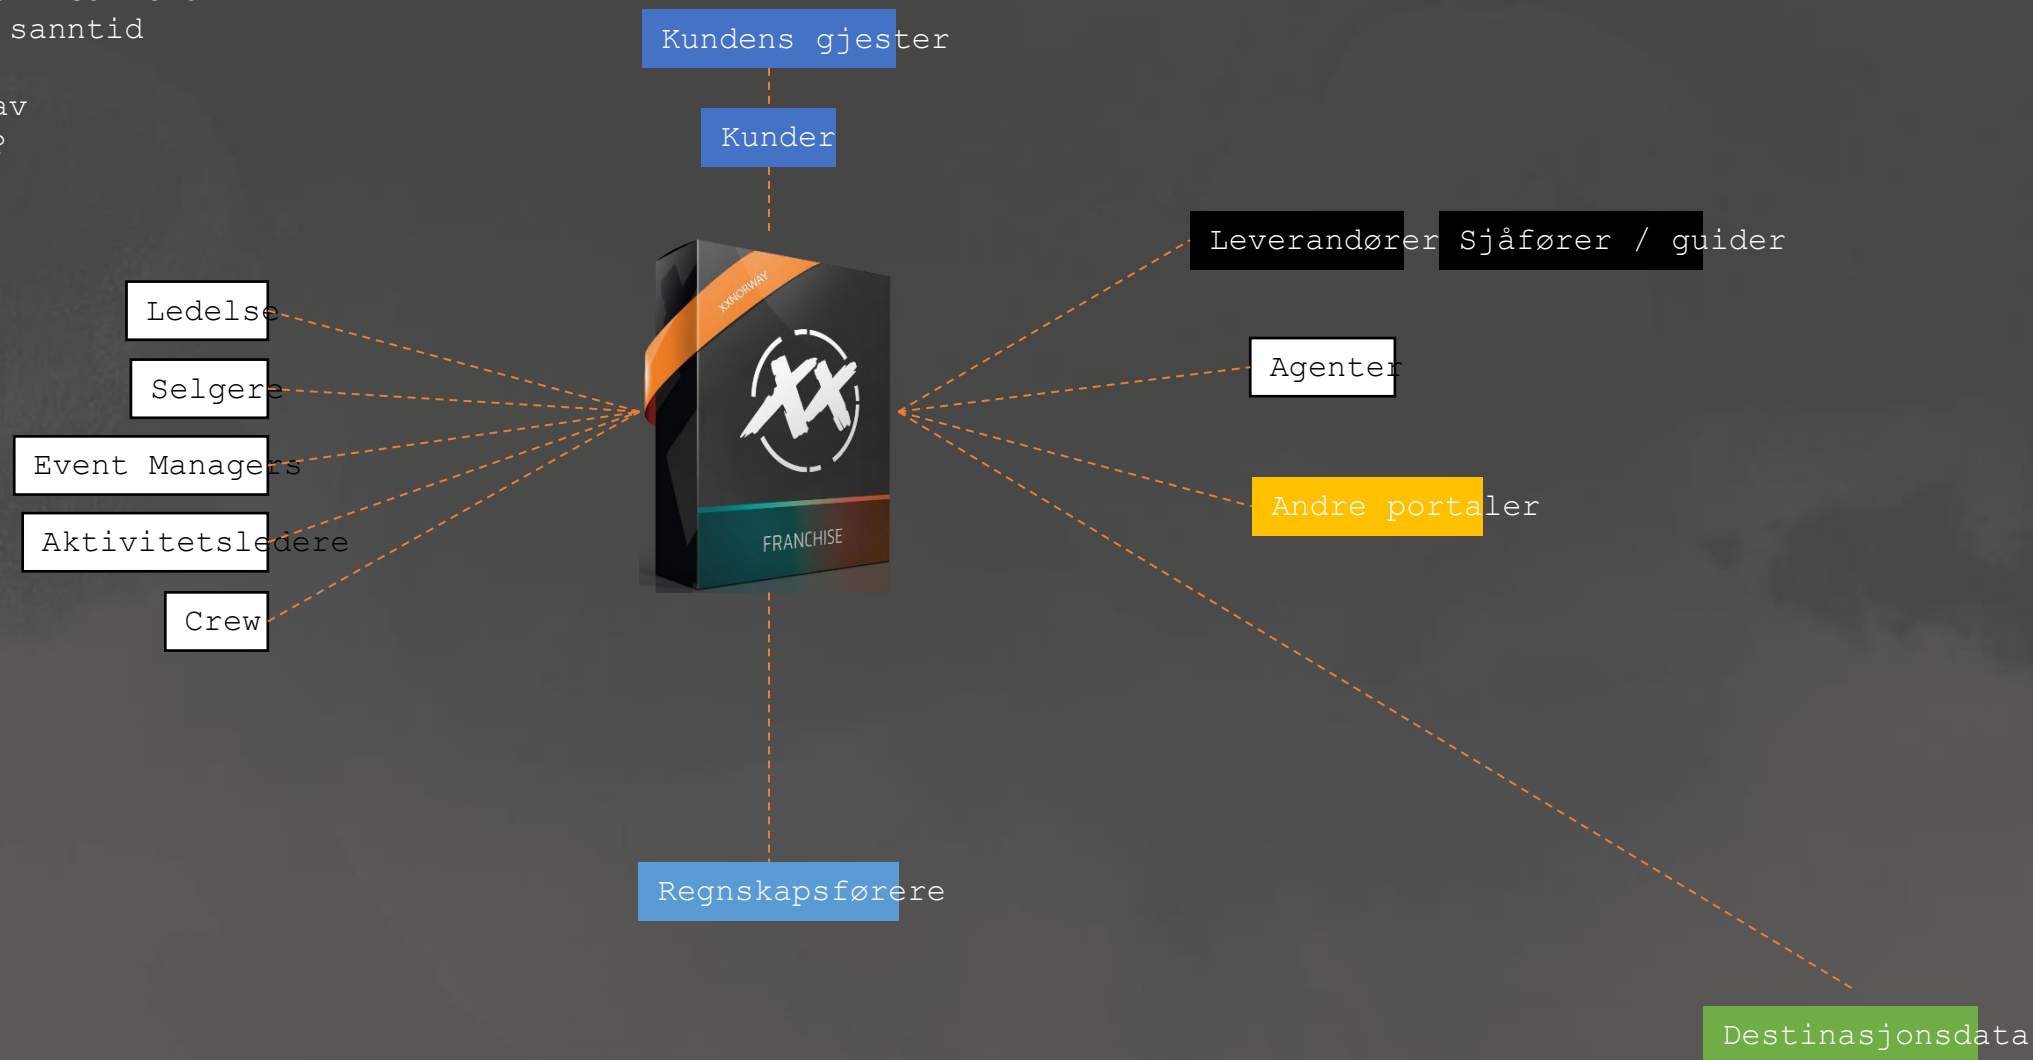 sanntid
av
Kundens gjester
Kunder
Leverandører
Sjåfører / guider
XXNORWAY
XX
Ledelse
Agenter
Selgere
Event Managers
Andre portaler
Aktivitetsledere
FRANCHISE
Crew
Regnskapsførere
Destinasjonsdata